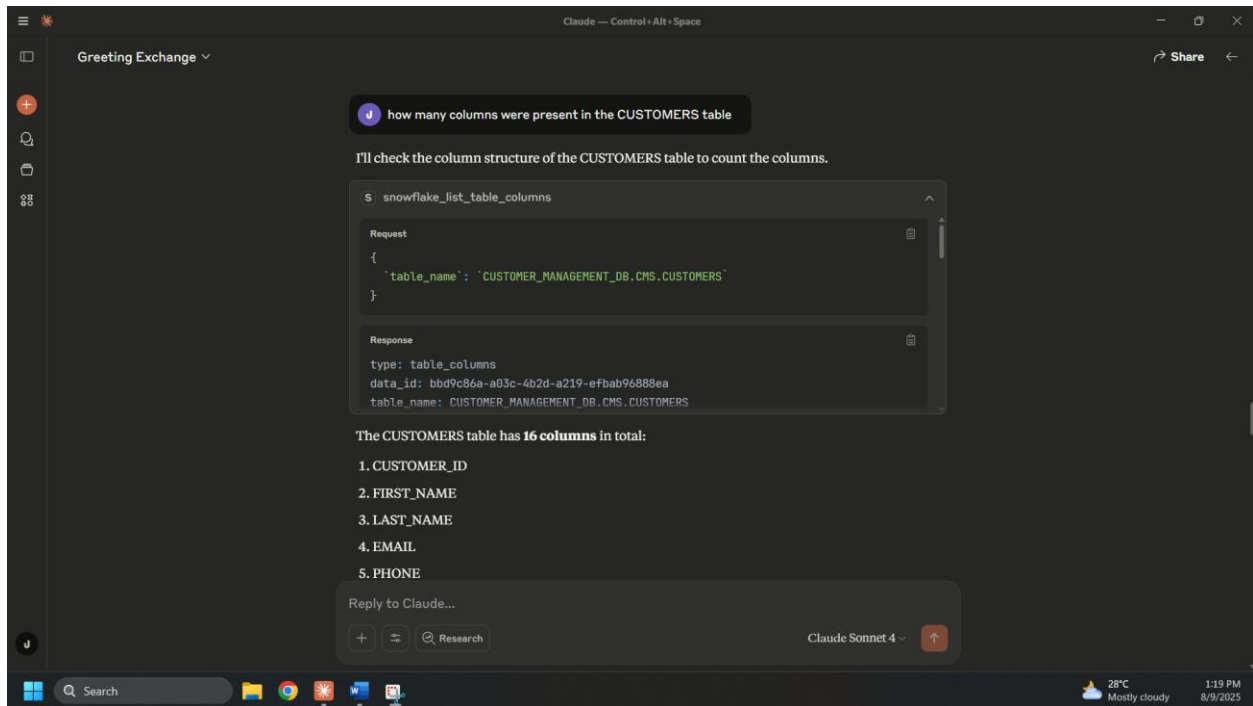 Claude — Control+Alt+Space
Greeting Exchange
Share
J how many columns were present in the CUSTOMERS table
I'll check the column structure of the CUSTOMERS table to count the columns.
S snowflake_list_table_columns
Request
{
`table_name`: `CUSTOMER_MANAGEMENT_DB.CMS.CUSTOMERS`
}
Response
type: table_columns
data_id: bbd9c86a-a03c-4b2d-a219-efbab96888ea
table_name: CUSTOMER_MANAGEMENT_DB.CMS.CUSTOMERS
The CUSTOMERS table has 16 columns in total:
1. CUSTOMER_ID
2. FIRST_NAME
3. LAST_NAME
4. EMAIL
5. PHONE
Reply to Claude...
Research
Claude Sonnet 4
J
Search
28°C
Mostly cloudy
1:19 PM
8/9/2025